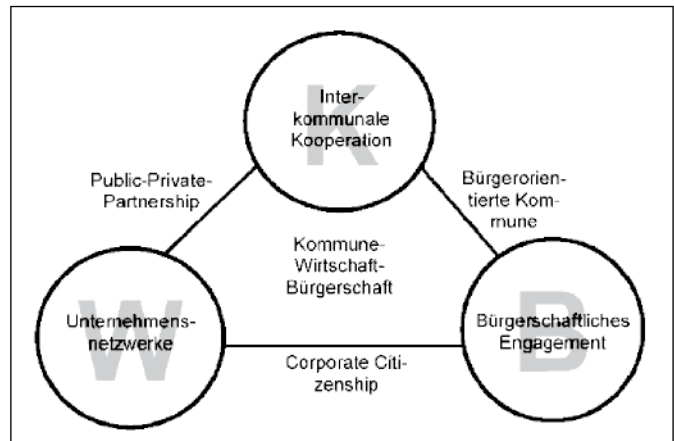 K
Inter-
kommunale
Kooperation
Public-Private-
Partnership
Bürgerorien-
tierte Kom-
mune
Kommune-
Wirtschaft-
Bürgerschaft
W
Unternehmens-
netzwerke
B
Bürgerschaftliches
Engagement
Corporate Citi-
zenship